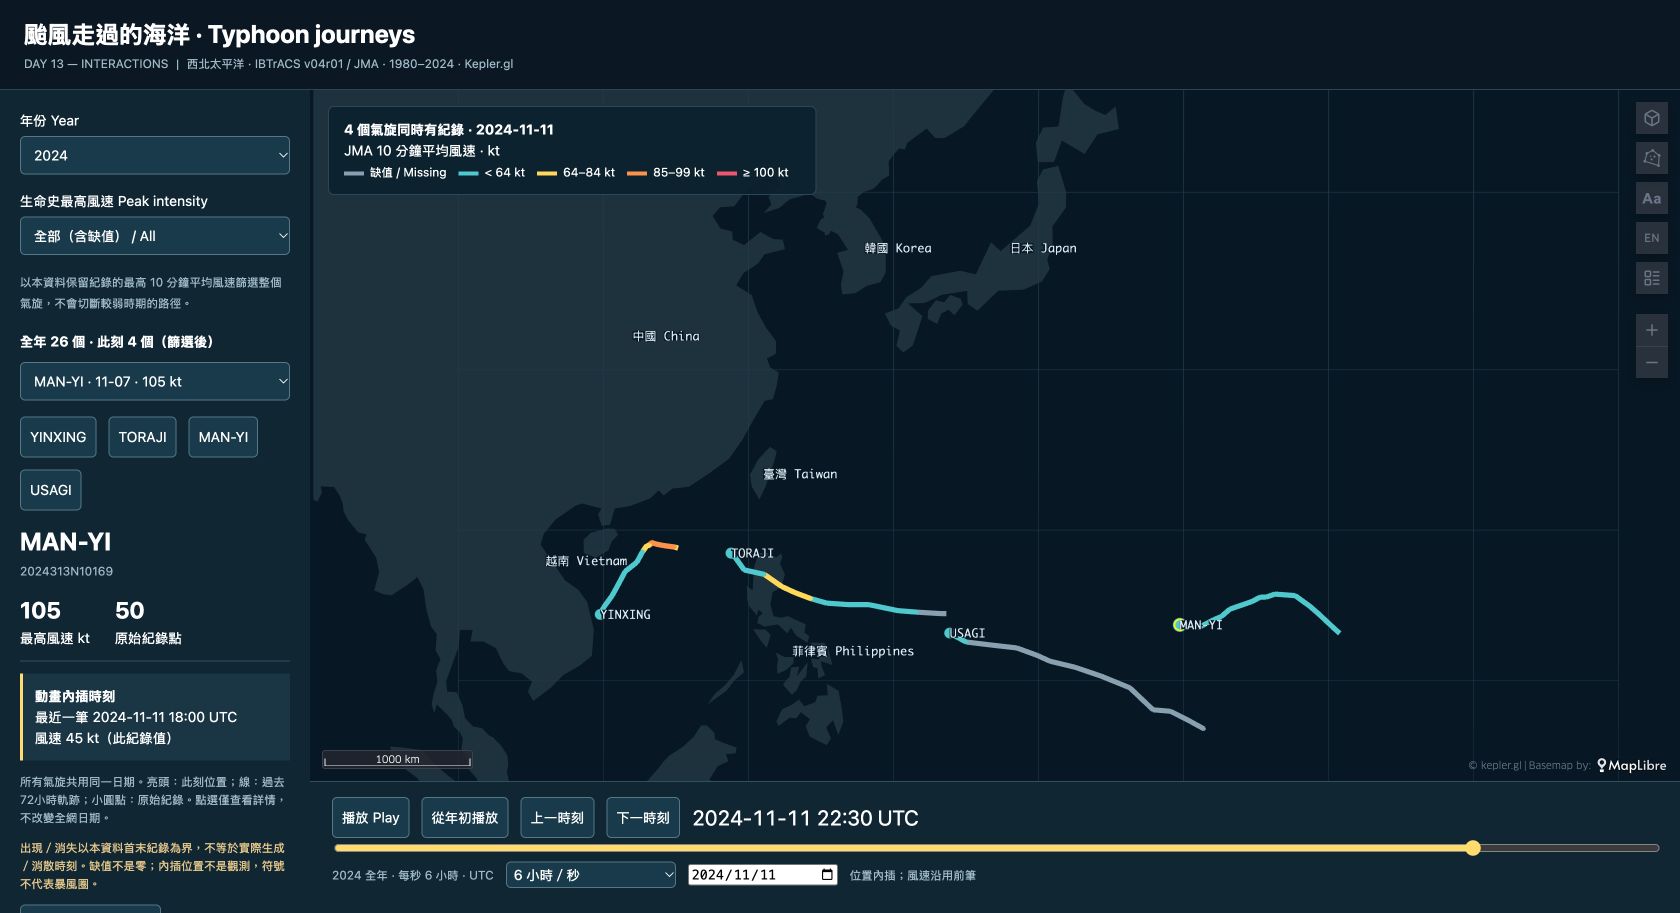 颱風走過的海洋 · Typhoon journeys
DAY 13 — INTERACTIONS | 西北太平洋 · IBTrACS v04r01 / JMA · 1980–2024 · Kepler.gl
年份 Year
2024
生命史最高風速 Peak intensity
全部（含缺值） / All
以本資料保留紀錄的最高 10 分鐘平均風速篩選整個
氣旋，不會切斷較弱時期的路徑。
全年 26 個 · 此刻 4 個（篩選後）
MAN-YI · 11-07 · 105 kt
YINXING
TORAJI
MAN-YI
USAGI
MAN-YI
2024313N10169
105
50
最高風速 kt
原始紀錄點
動畫內插時刻
最近一筆 2024-11-11 18:00 UTC
風速 45 kt（此紀錄值）
所有氣旋共用同一日期。亮頭：此刻位置；線：過去
72小時軌跡；小圓點：原始紀錄。點選僅查看詳情，
不改變全網日期。
出現 / 消失以本資料首末紀錄為界，不等於實際生成
/ 消散時刻。缺值不是零；內插位置不是觀測，符號
不代表暴風圈。
4 個氣旋同時有紀錄 · 2024-11-11
JMA 10 分鐘平均風速 · kt
缺值 / Missing
< 64 kt
64–84 kt
85–99 kt
≥ 100 kt
韓國 Korea
日本 Japan
中國 China
臺灣 Taiwan
越南 Vietnam
TORAJI
YINXING
USAGI
MAN-YI
菲律賓 Philippines
1000 km
Aa
EN
© kepler.gl | Basemap by: MapLibre
播放 Play
從年初播放
上一時刻
下一時刻
2024-11-11 22:30 UTC
2024 全年 · 每秒 6 小時 · UTC
6 小時 / 秒
2024/11/11
位置內插；風速沿用前筆